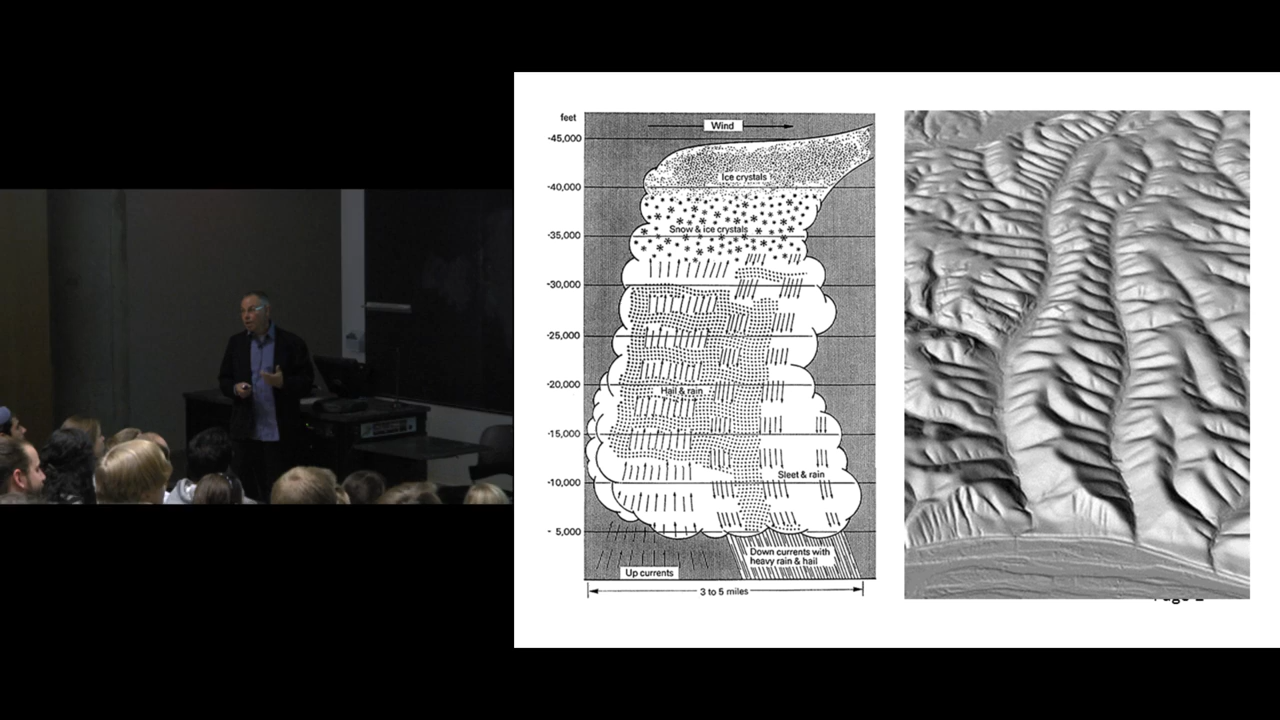 feet
Wind
-45,000
Ice crystals
-40,000
Snow & ice crystals
-35,000
-30,000
-25,000
-20,000
Hail & rain
-15,000
Sleet & rain
-10,000
- 5,000
Down currents with
heavy rain & hail
Up currents
3 to 5 miles